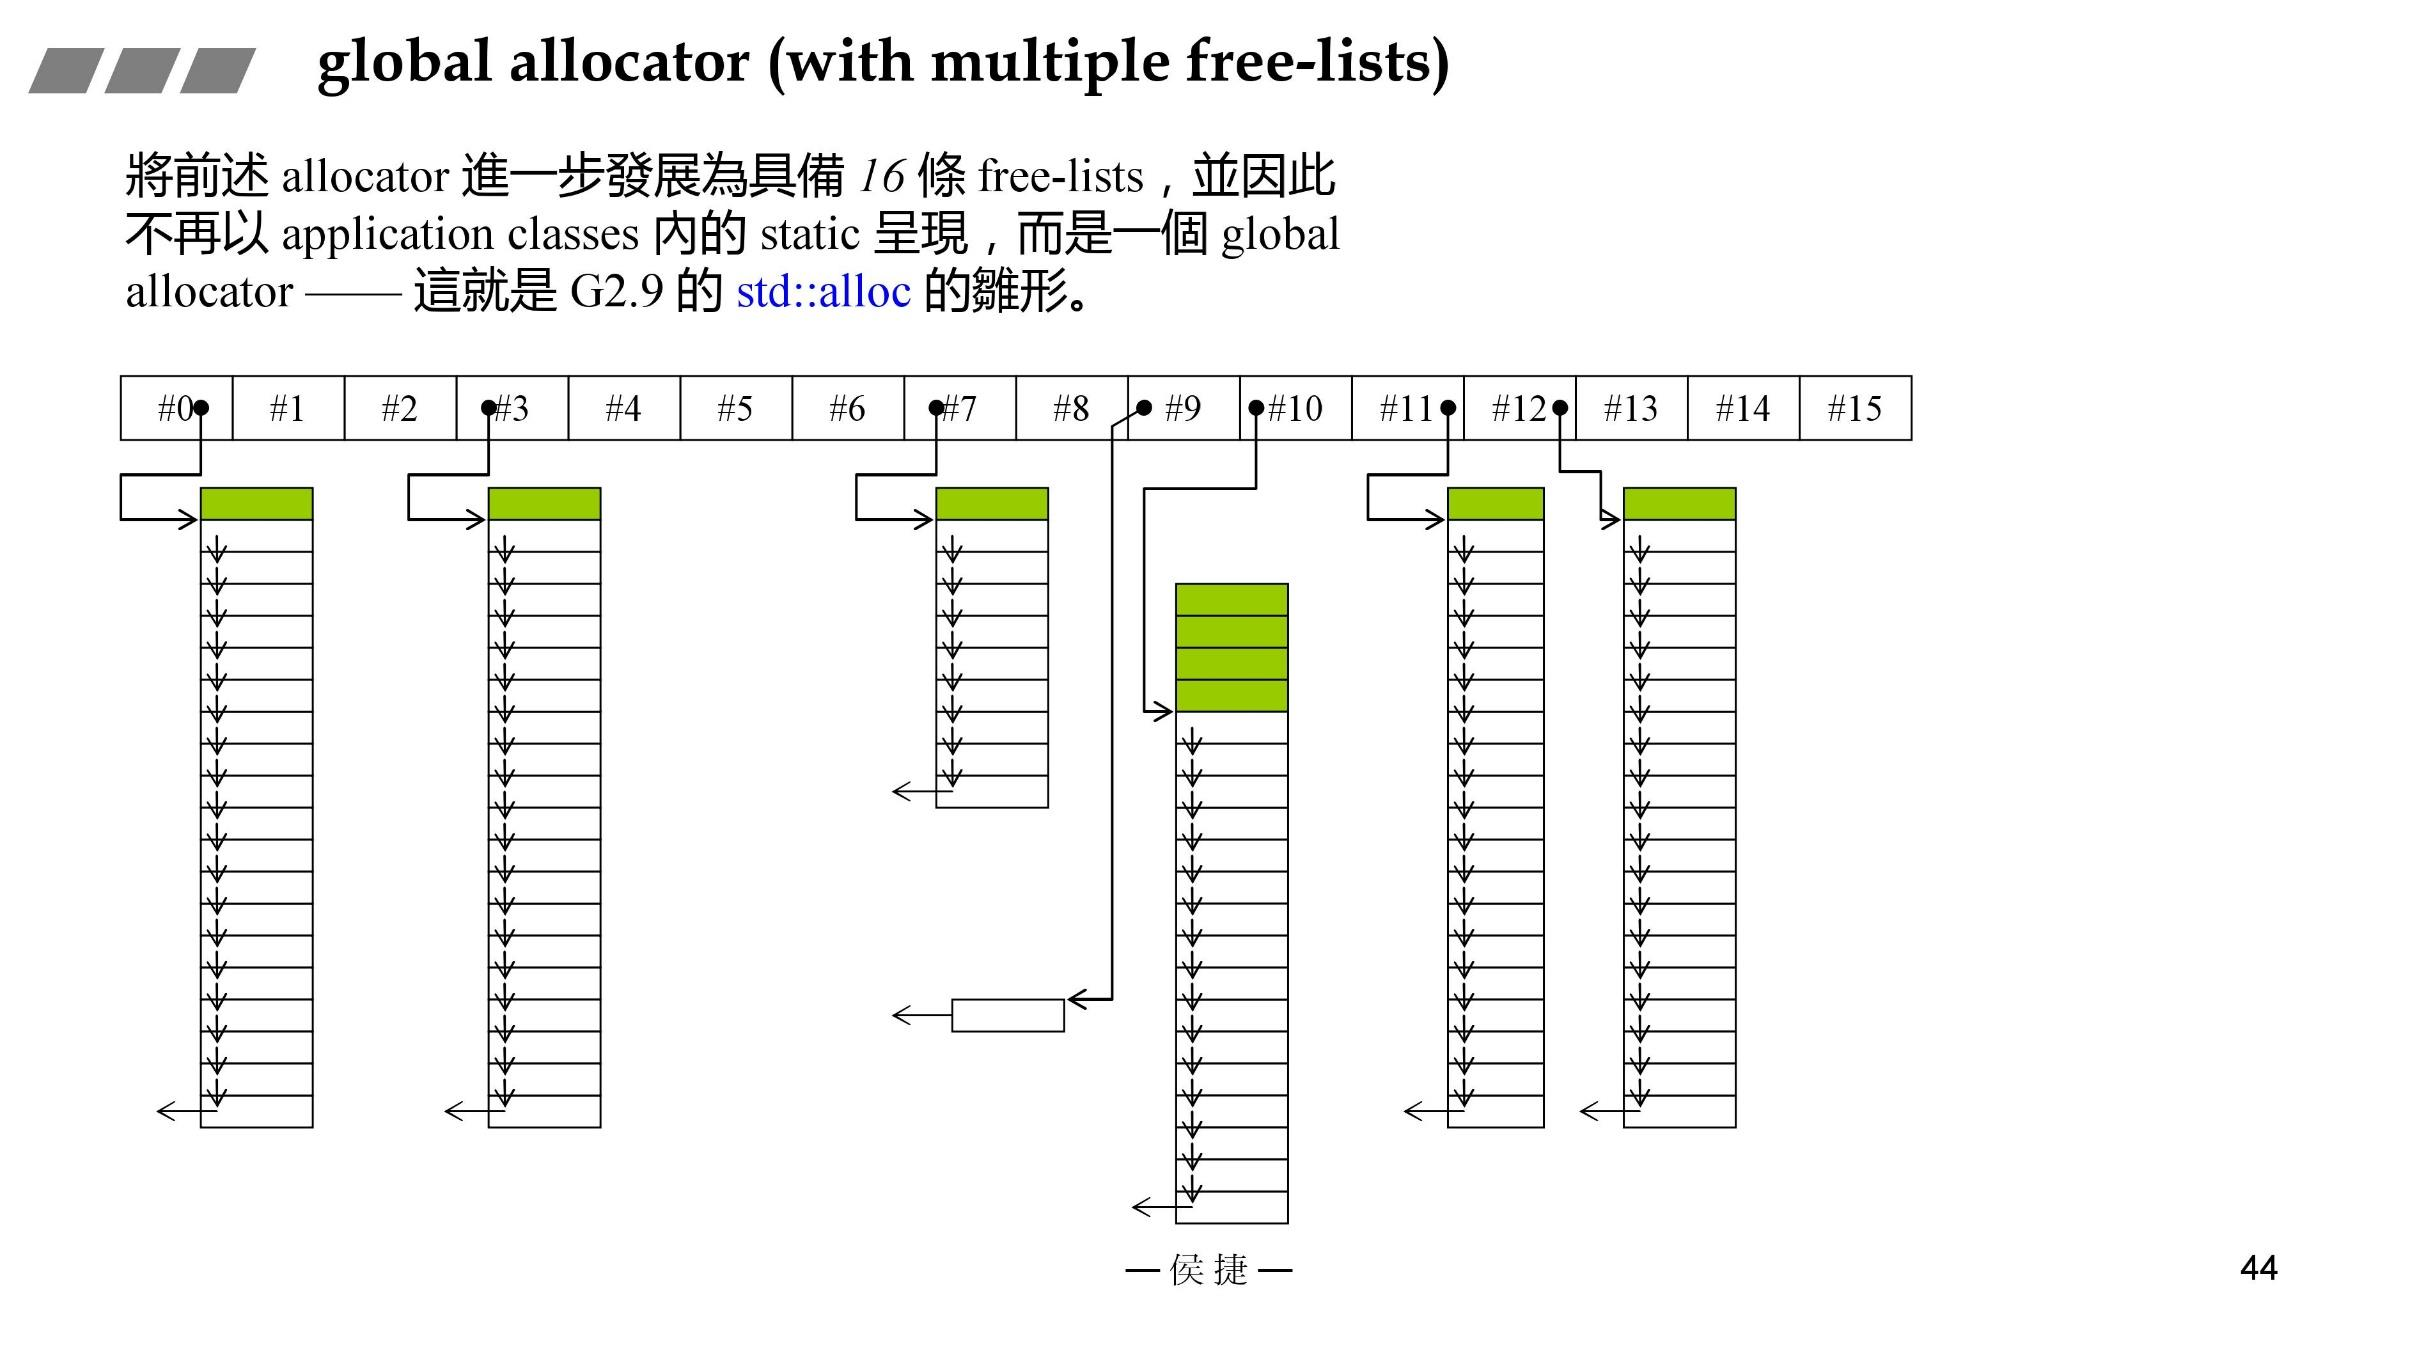 global allocator (with multiple free-lists)
將前述 allocator 進一步發展為具備 16 條 free-lists，並因此
不再以 application classes 內的 static 呈現，而是一個 global
allocator —— 這就是 G2.9 的 std::alloc 的雛形。
#0 #1 #2 #3 #4 #5 #6 #7 #8 #9 #10 #11 #12 #13 #14 #15
— 侯捷 —
44